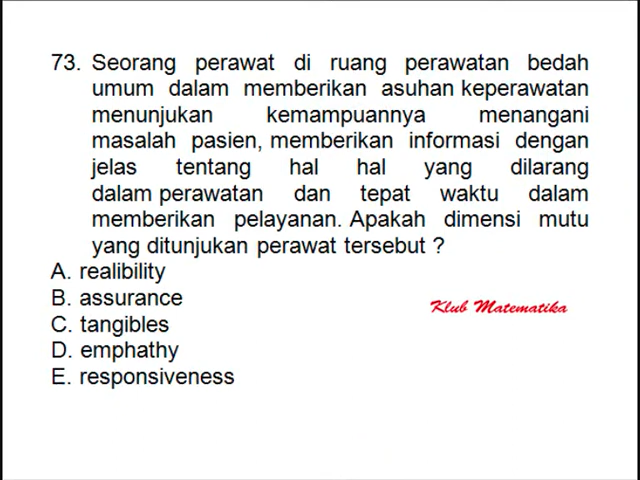 73. Seorang perawat di ruang perawatan bedah
umum dalam memberikan asuhan keperawatan
menunjukan kemampuannya menangani
masalah pasien, memberikan informasi dengan
jelas tentang hal hal yang dilarang
dalam perawatan dan tepat waktu dalam
memberikan pelayanan. Apakah dimensi mutu
yang ditunjukan perawat tersebut ?
A. realibility
B. assurance
C. tangibles
D. emphathy
E. responsiveness
Klub Matematika